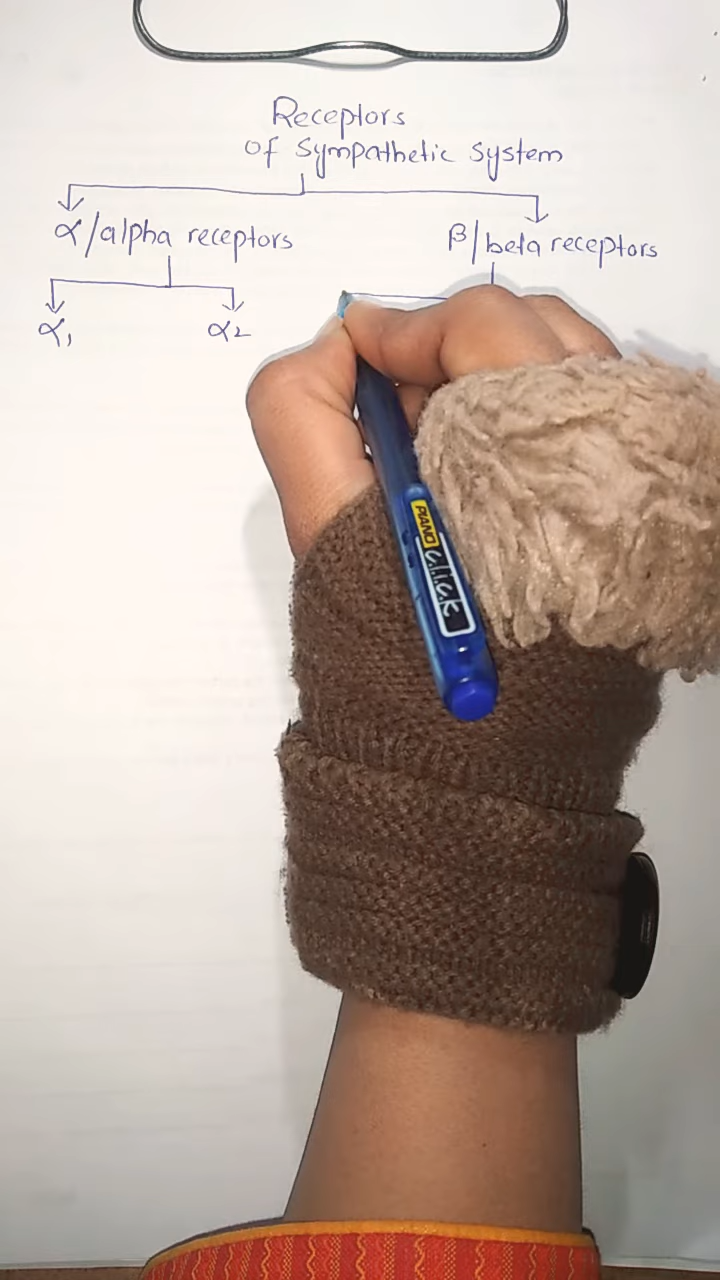 Receptors
of Sympathetic System
α/alpha receptors
β/beta receptors
α1
α2
PIANO
click